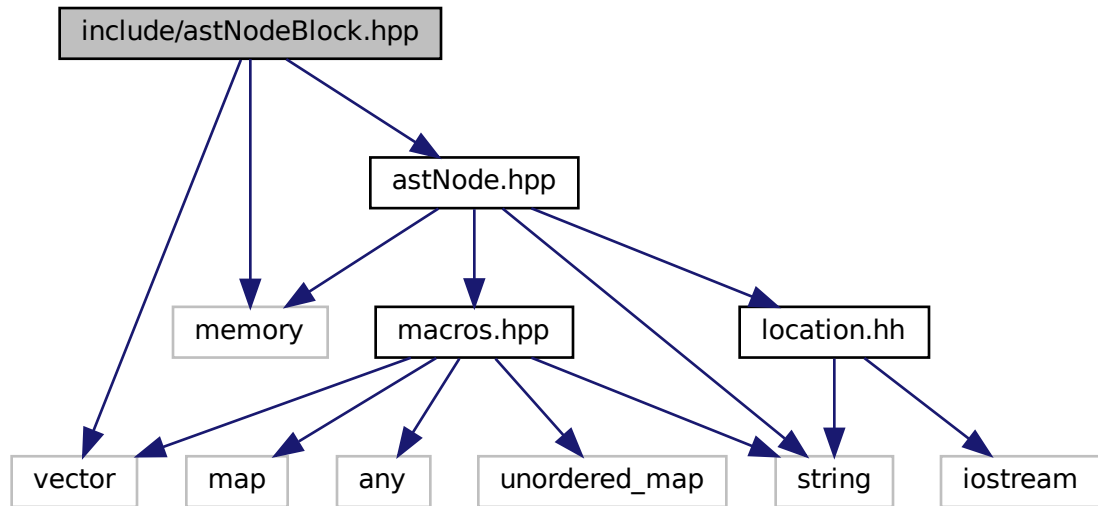 include/astNodeBlock.hpp
astNode.hpp
memory
macros.hpp
location.hh
vector
map
any
unordered_map
string
iostream